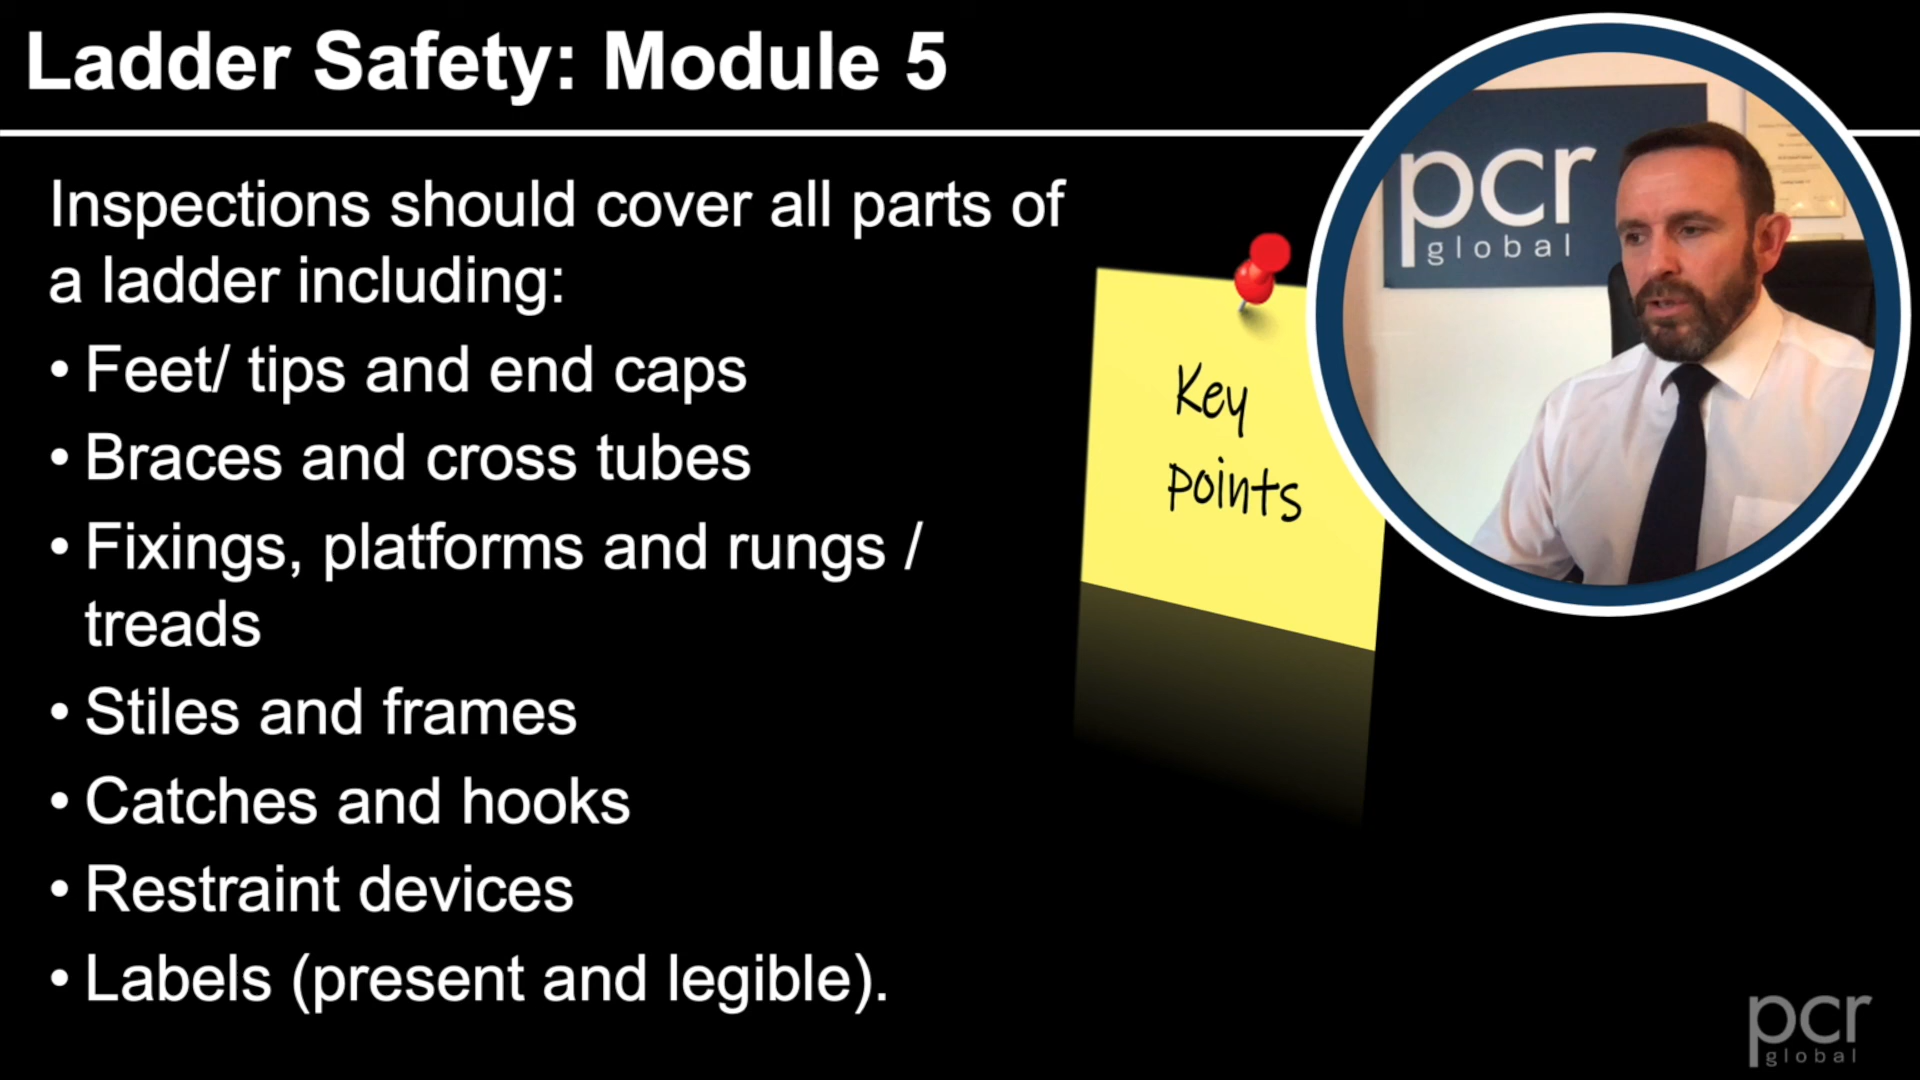 Ladder Safety: Module 5
Inspections should cover all parts of
a ladder including:
• Feet/ tips and end caps
• Braces and cross tubes
• Fixings, platforms and rungs /
treads
• Stiles and frames
• Catches and hooks
• Restraint devices
• Labels (present and legible).
Key
points
pcr
global
pcr
global